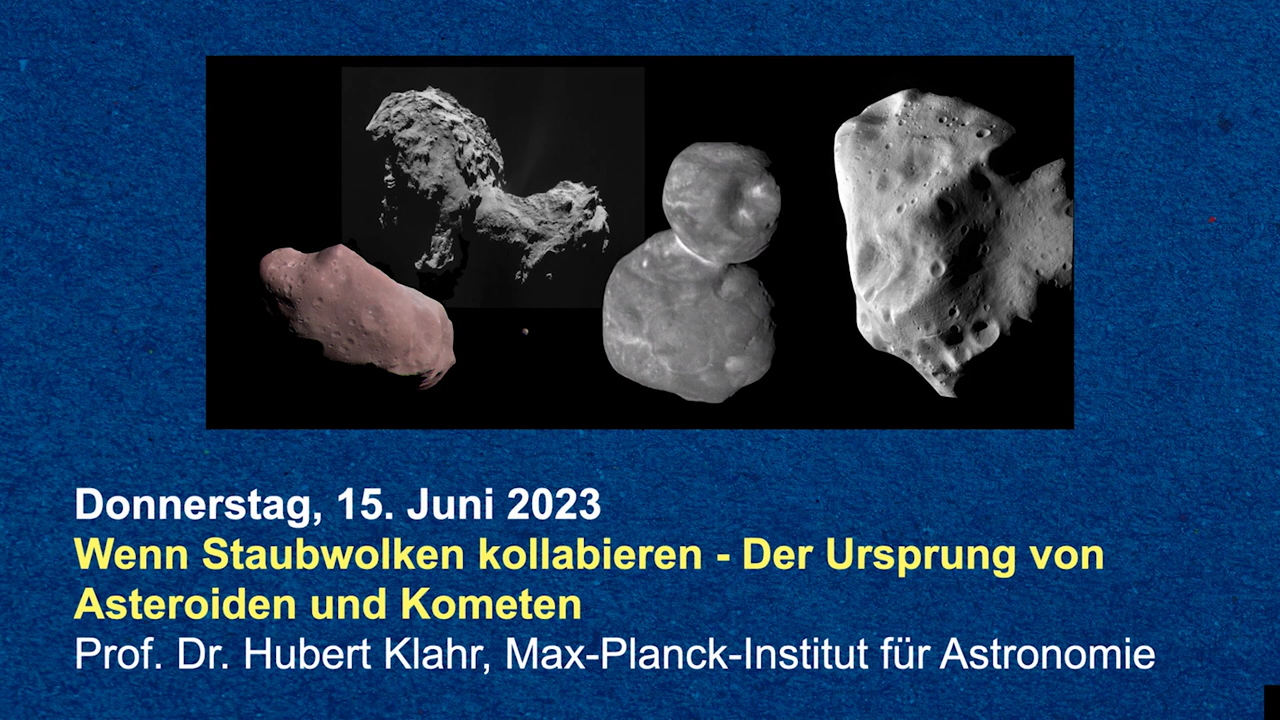 Donnerstag, 15. Juni 2023
Wenn Staubwolken kollabieren - Der Ursprung von
Asteroiden und Kometen
Prof. Dr. Hubert Klahr, Max-Planck-Institut für Astronomie